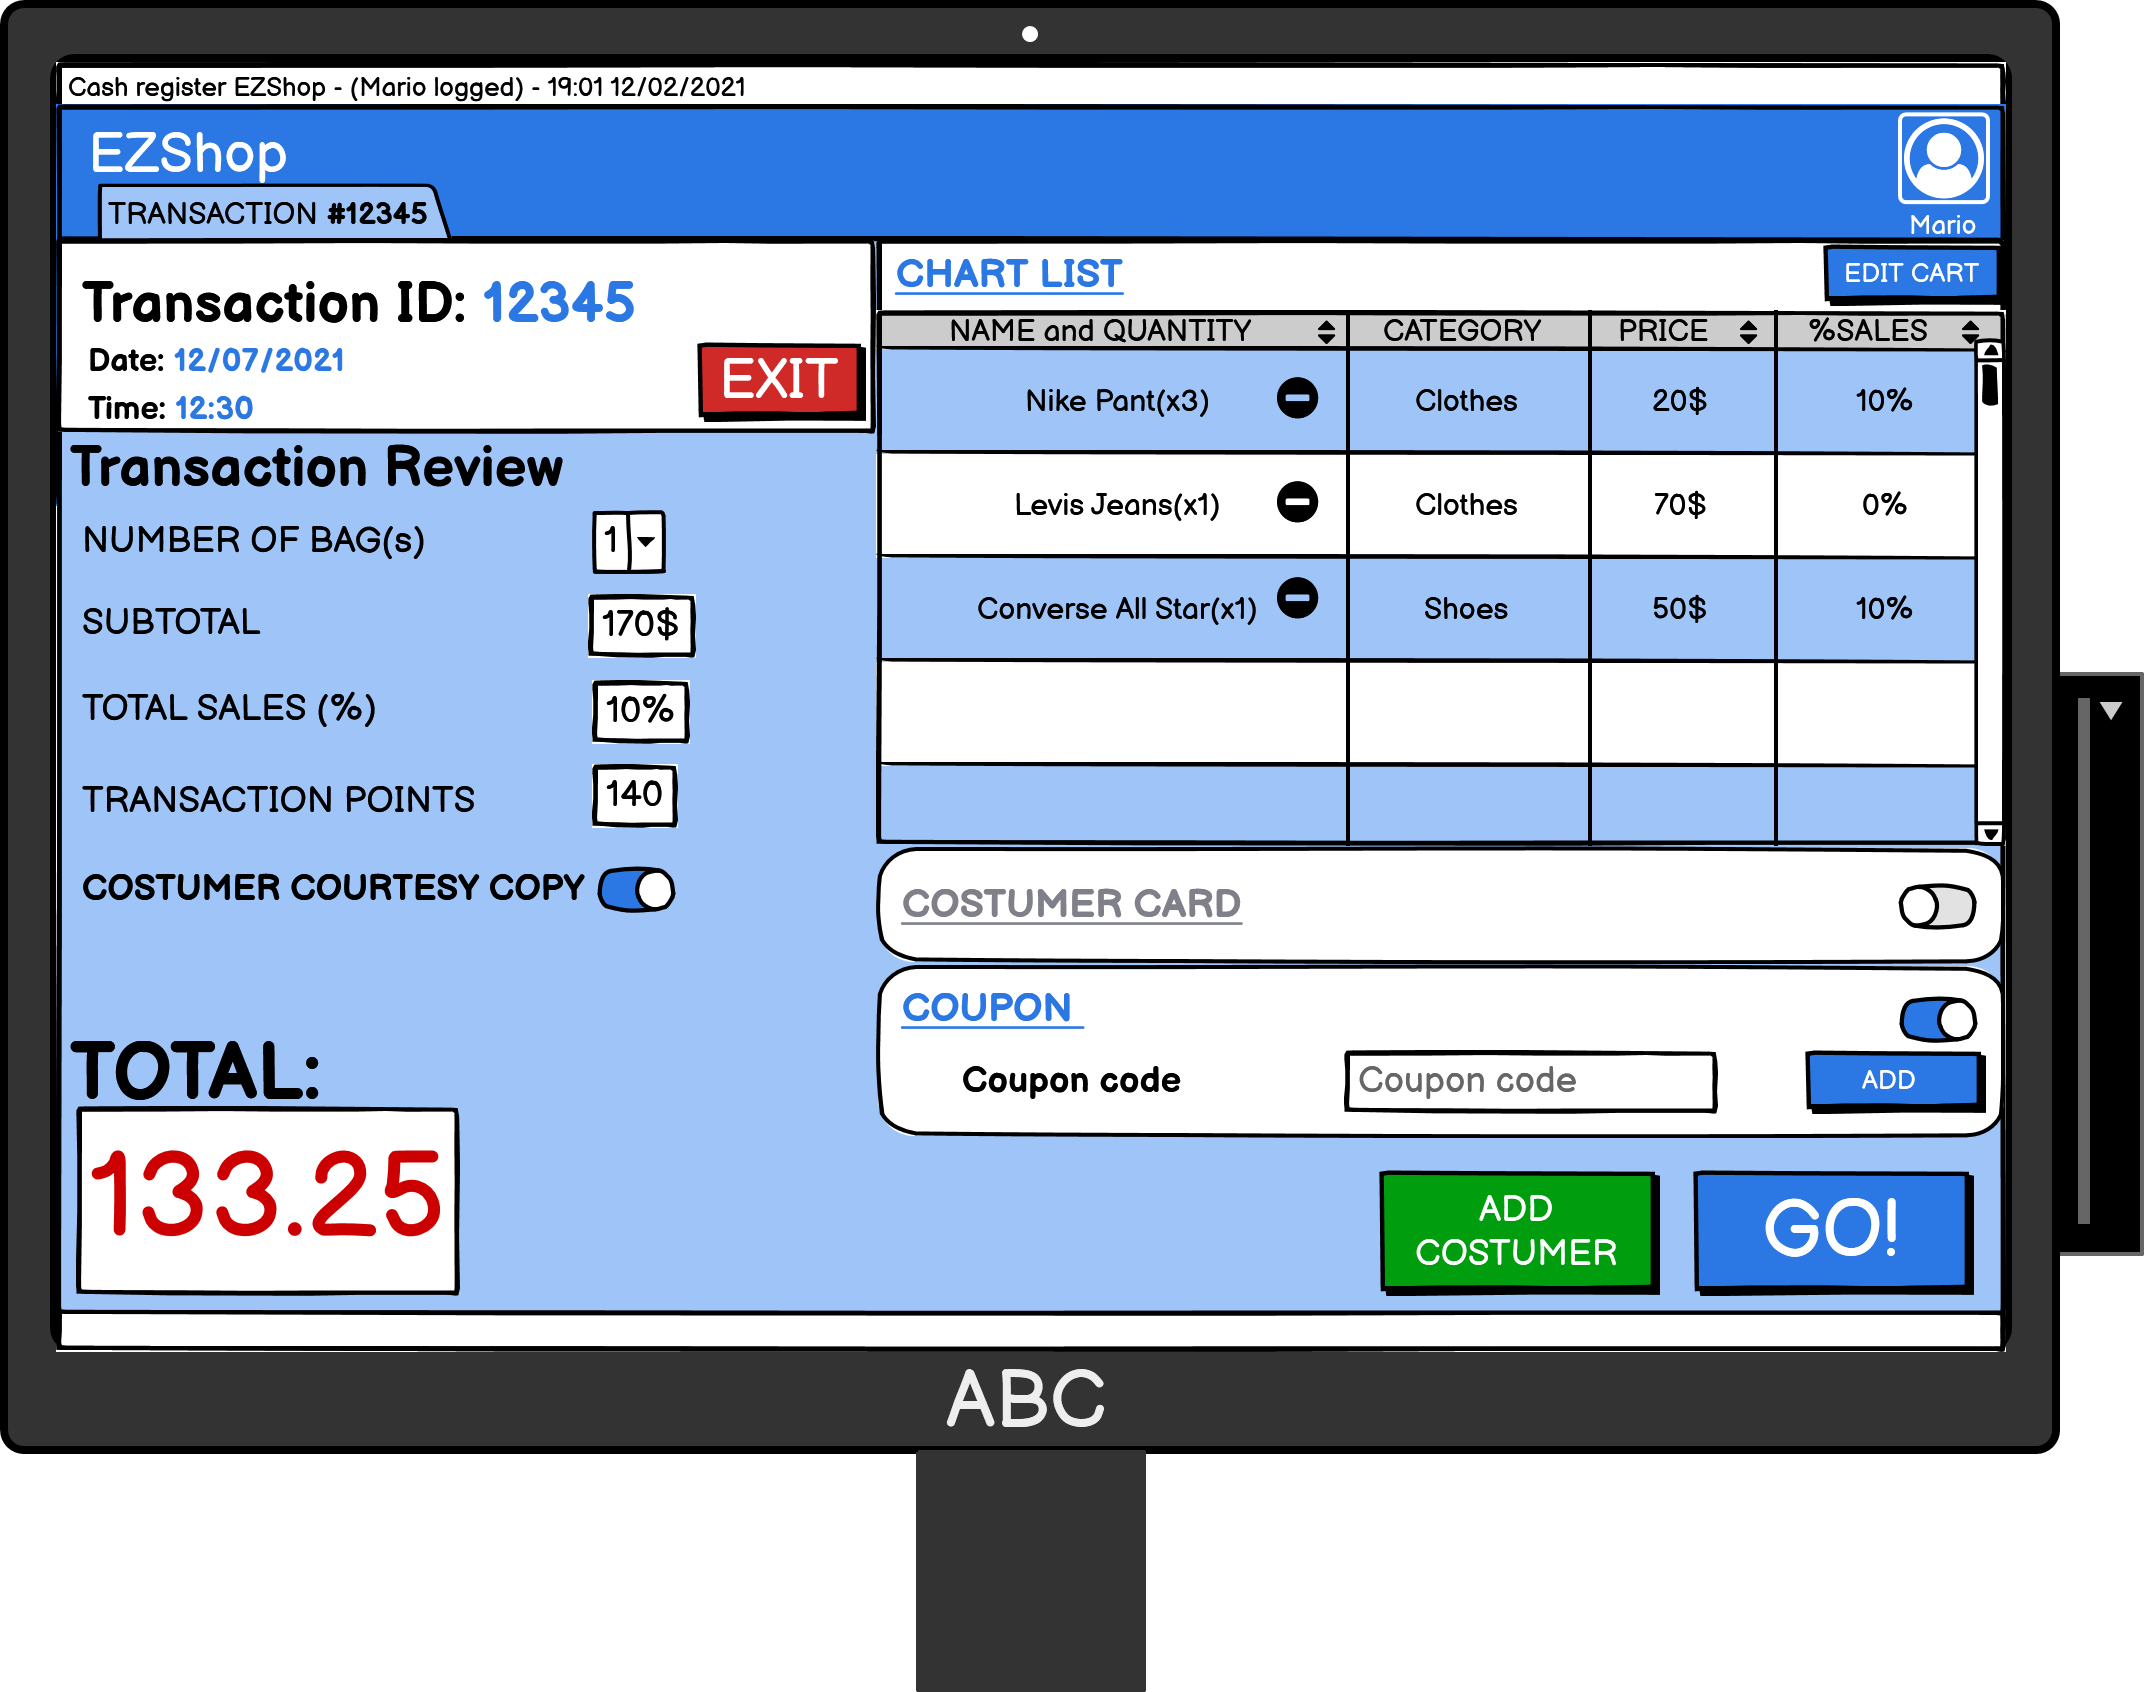 Cash register EZShop - (Mario logged) - 19:01 12/02/2021
EZShop
Mario
TRANSACTION #12345
Transaction ID: 12345
Date: 12/07/2021
Time: 12:30
EXIT
Transaction Review
NUMBER OF BAG(s) 1
SUBTOTAL 170$
TOTAL SALES (%) 10%
TRANSACTION POINTS 140
COSTUMER COURTESY COPY
TOTAL:
133.25
CHART LIST
EDIT CART
NAME and QUANTITY CATEGORY PRICE %SALES
Nike Pant(x3) Clothes 20$ 10%
Levis Jeans(x1) Clothes 70$ 0%
Converse All Star(x1) Shoes 50$ 10%
COSTUMER CARD
COUPON
Coupon code Coupon code ADD
ADD
COSTUMER
GO!
ABC